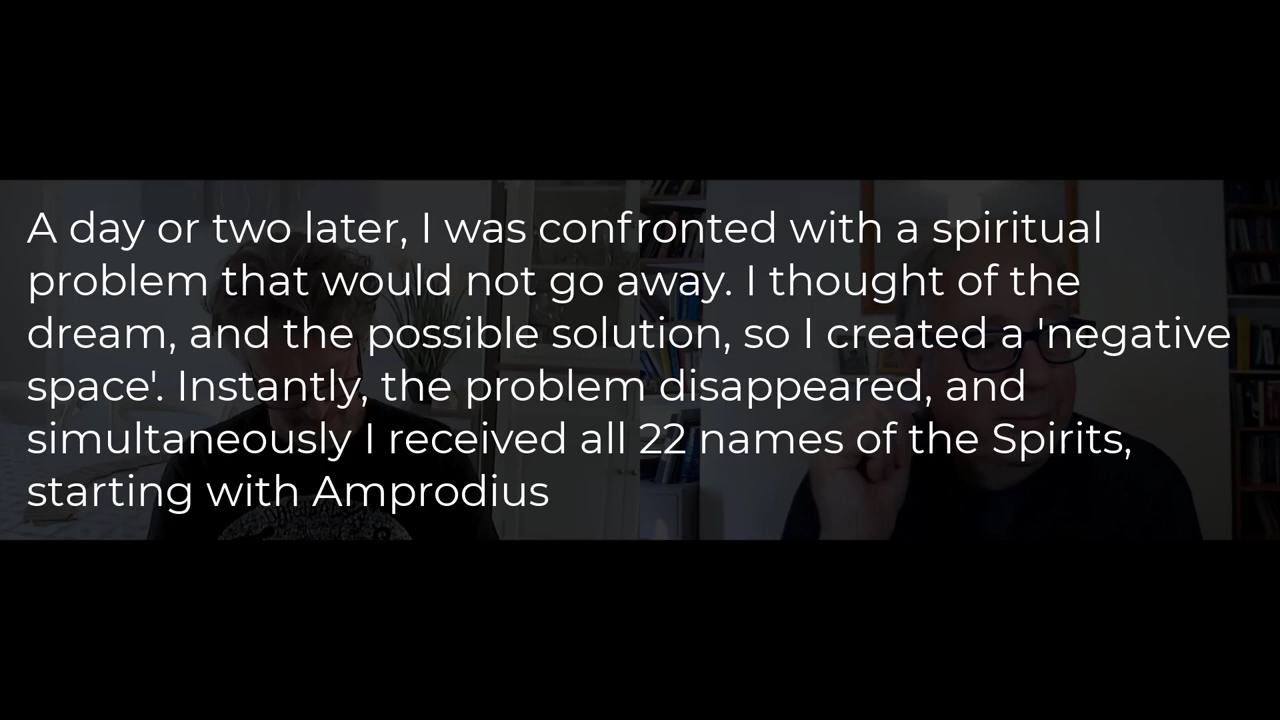 A day or two later, I was confronted with a spiritual
problem that would not go away. I thought of the
dream, and the possible solution, so I created a 'negative
space'. Instantly, the problem disappeared, and
simultaneously I received all 22 names of the Spirits,
starting with Amprodius